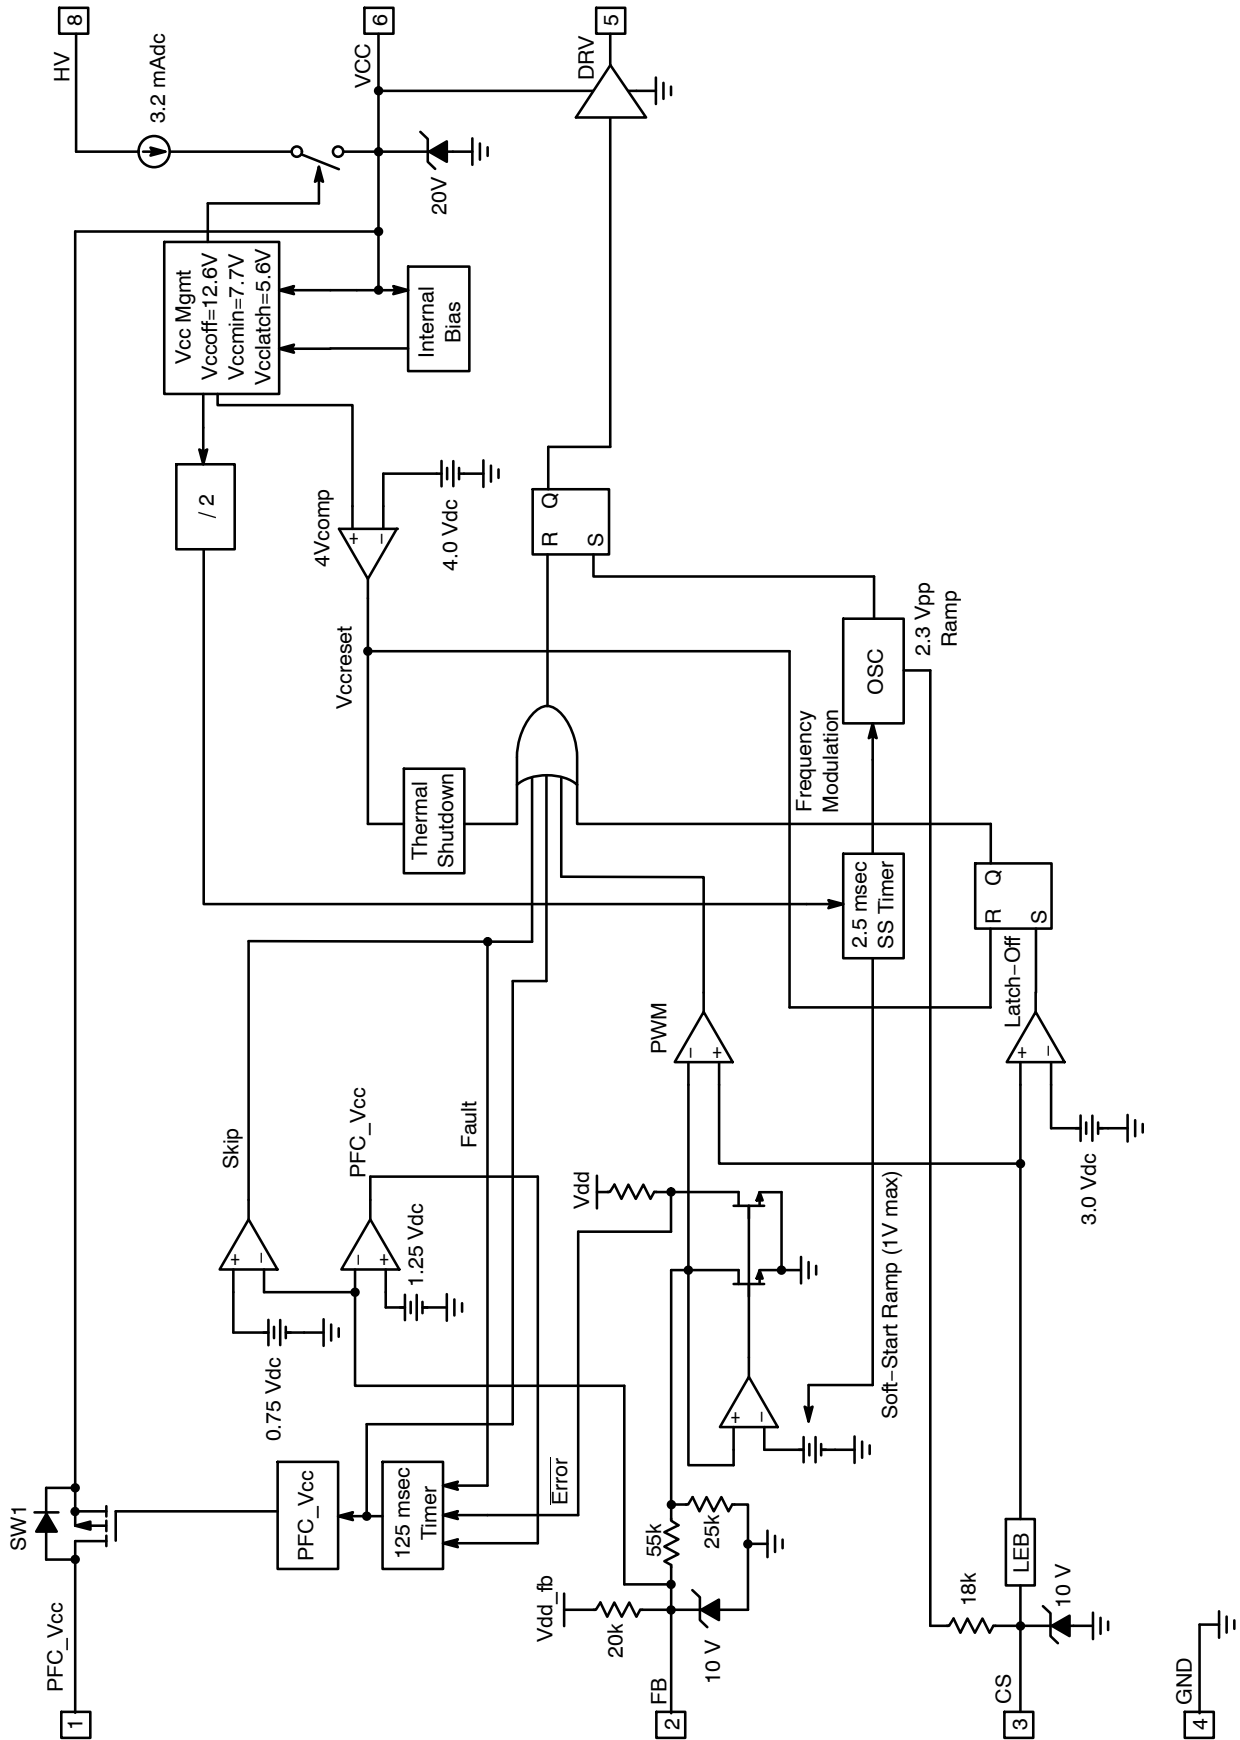 PFC_Vcc
1
SW1
HV
8
3.2 mAdc
Vcc Mgmt
Vccoff=12.6V
Vccmin=7.7V
Vcclatch=5.6V
VCC
6
20V
Internal
Bias
DRV
5
/ 2
4Vcomp
+
−
4.0 Vdc
Vccreset
Thermal
Shutdown
R
Q
S
Skip
+
−
0.75 Vdc
PFC_Vcc
−
+
1.25 Vdc
Fault
PFC_Vcc
125 msec
Timer
Error
Vdd_fb
20k
FB
2
10 V
55k
25k
Vdd
PWM
−
+
+
−
Soft−Start Ramp (1V max)
2.5 msec
SS Timer
Frequency
Modulation
OSC
2.3 Vpp
Ramp
Latch−Off
R
Q
S
+
−
3.0 Vdc
18k
CS
3
LEB
10 V
GND
4